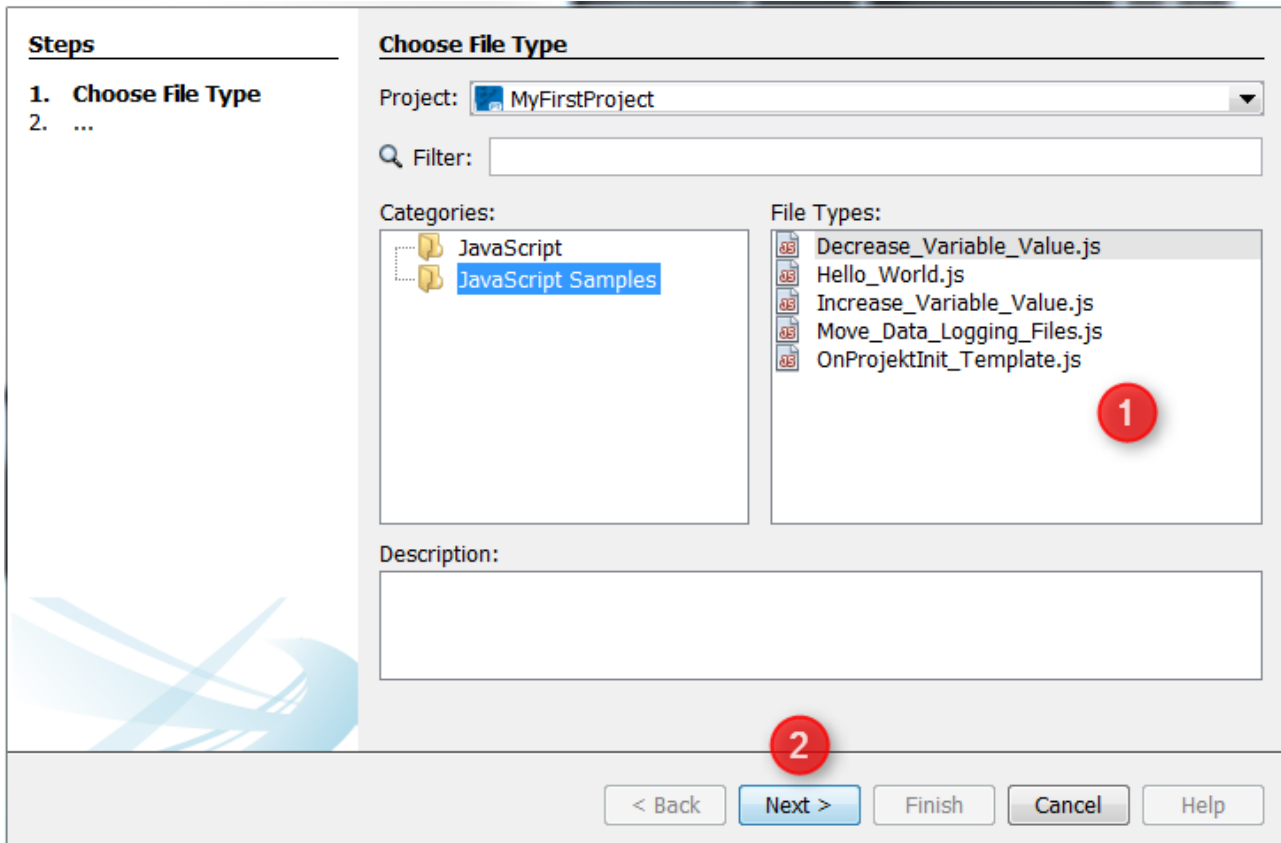 Steps
1. Choose File Type
2. ...
Choose File Type
Project: MyFirstProject
Filter:
Categories:
JavaScript
JavaScript Samples
File Types:
Decrease_Variable_Value.js
Hello_World.js
Increase_Variable_Value.js
Move_Data_Logging_Files.js
OnProjektInit_Template.js
1
Description:
2
< Back Next > Finish Cancel Help